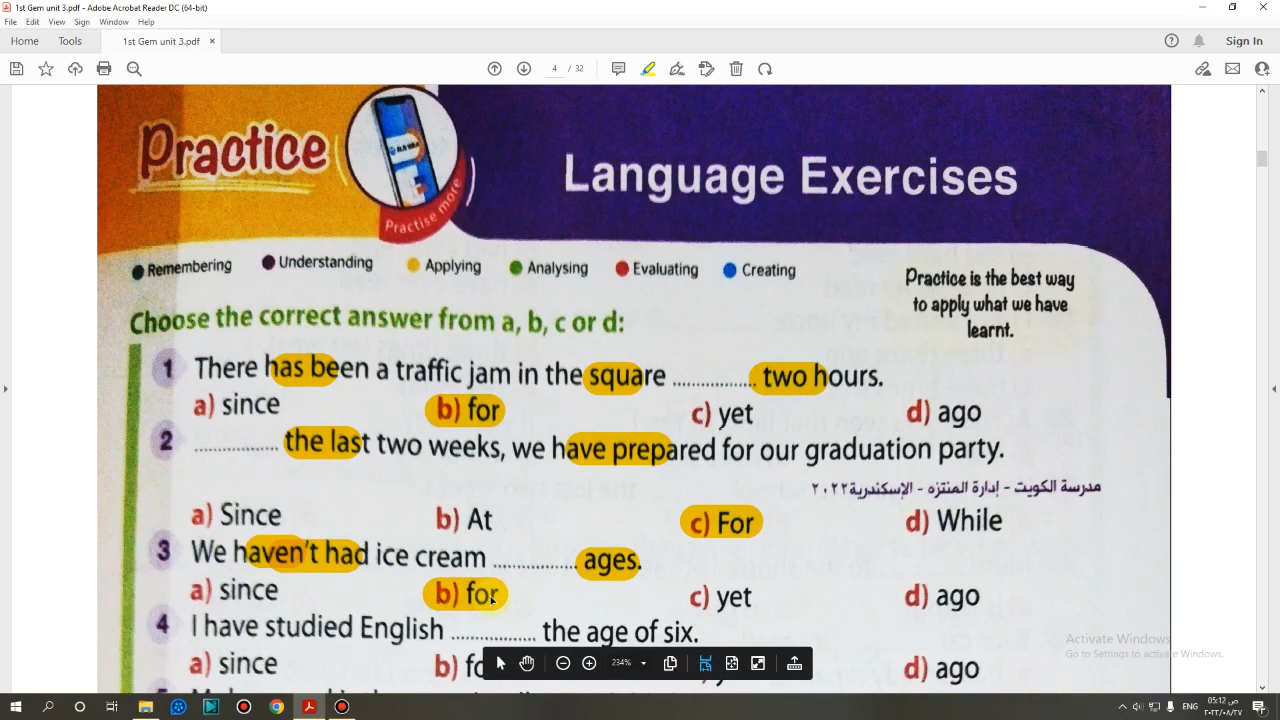 1st Gem unit 3.pdf - Adobe Acrobat Reader DC (64-bit)
File Edit View Sign Window Help
Home Tools 1st Gem unit 3.pdf × Sign In
4 / 32
Practice
Practise more
Language Exercises
Remembering Understanding Applying Analysing Evaluating Creating
Practice is the best way
to apply what we have
learnt.
Choose the correct answer from a, b, c or d:
1 There has been a traffic jam in the square ................ two hours.
a) since b) for c) yet d) ago
2 ................ the last two weeks, we have prepared for our graduation party.
مدرسة الكويت - إدارة المنتزه - الإسكندرية ٢٠٢٢
a) Since b) At c) For d) While
3 We haven't had ice cream ................ ages.
a) since b) for c) yet d) ago
4 I have studied English ................ the age of six.
a) since b) fo d) ago
234%
Activate Windows
Go to Settings to activate Windows.
ENG
05:12 ص
٢٠٢٢/٠٨/٢٧